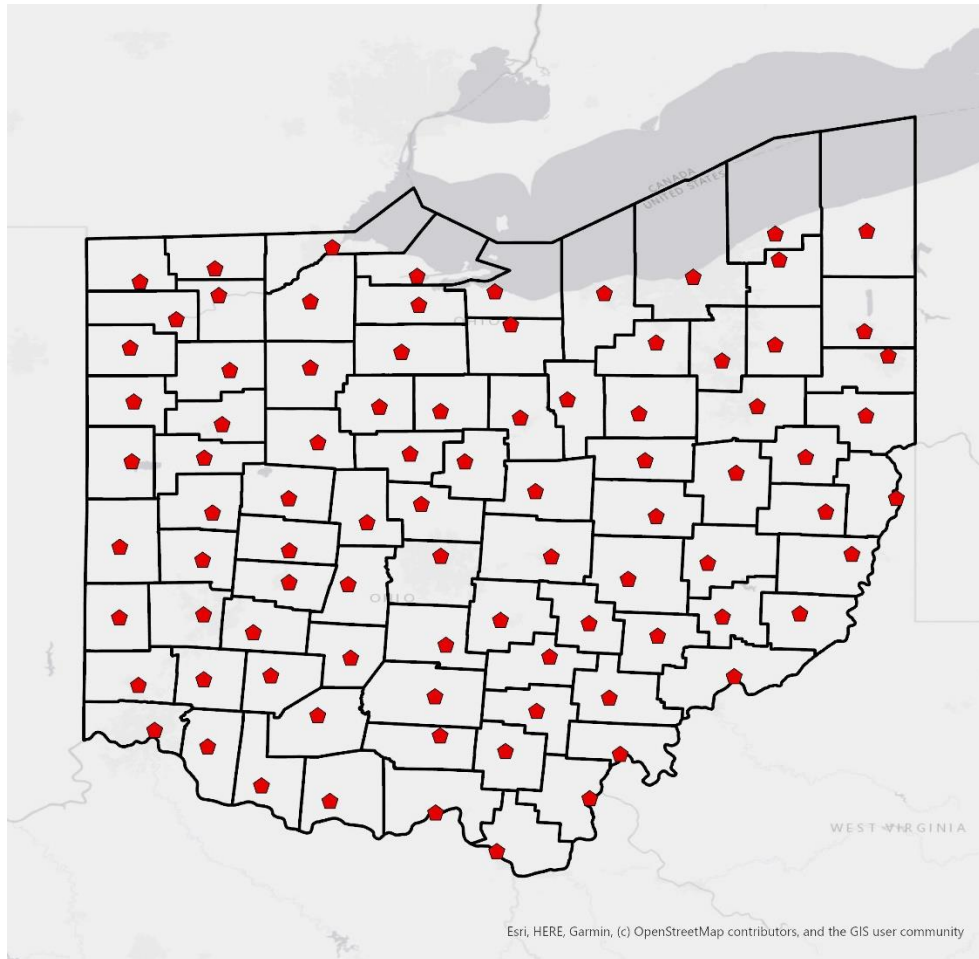 CANADA
UNITED STATES
OHIO
OHIO
WEST VIRGINIA
Esri, HERE, Garmin, (c) OpenStreetMap contributors, and the GIS user community